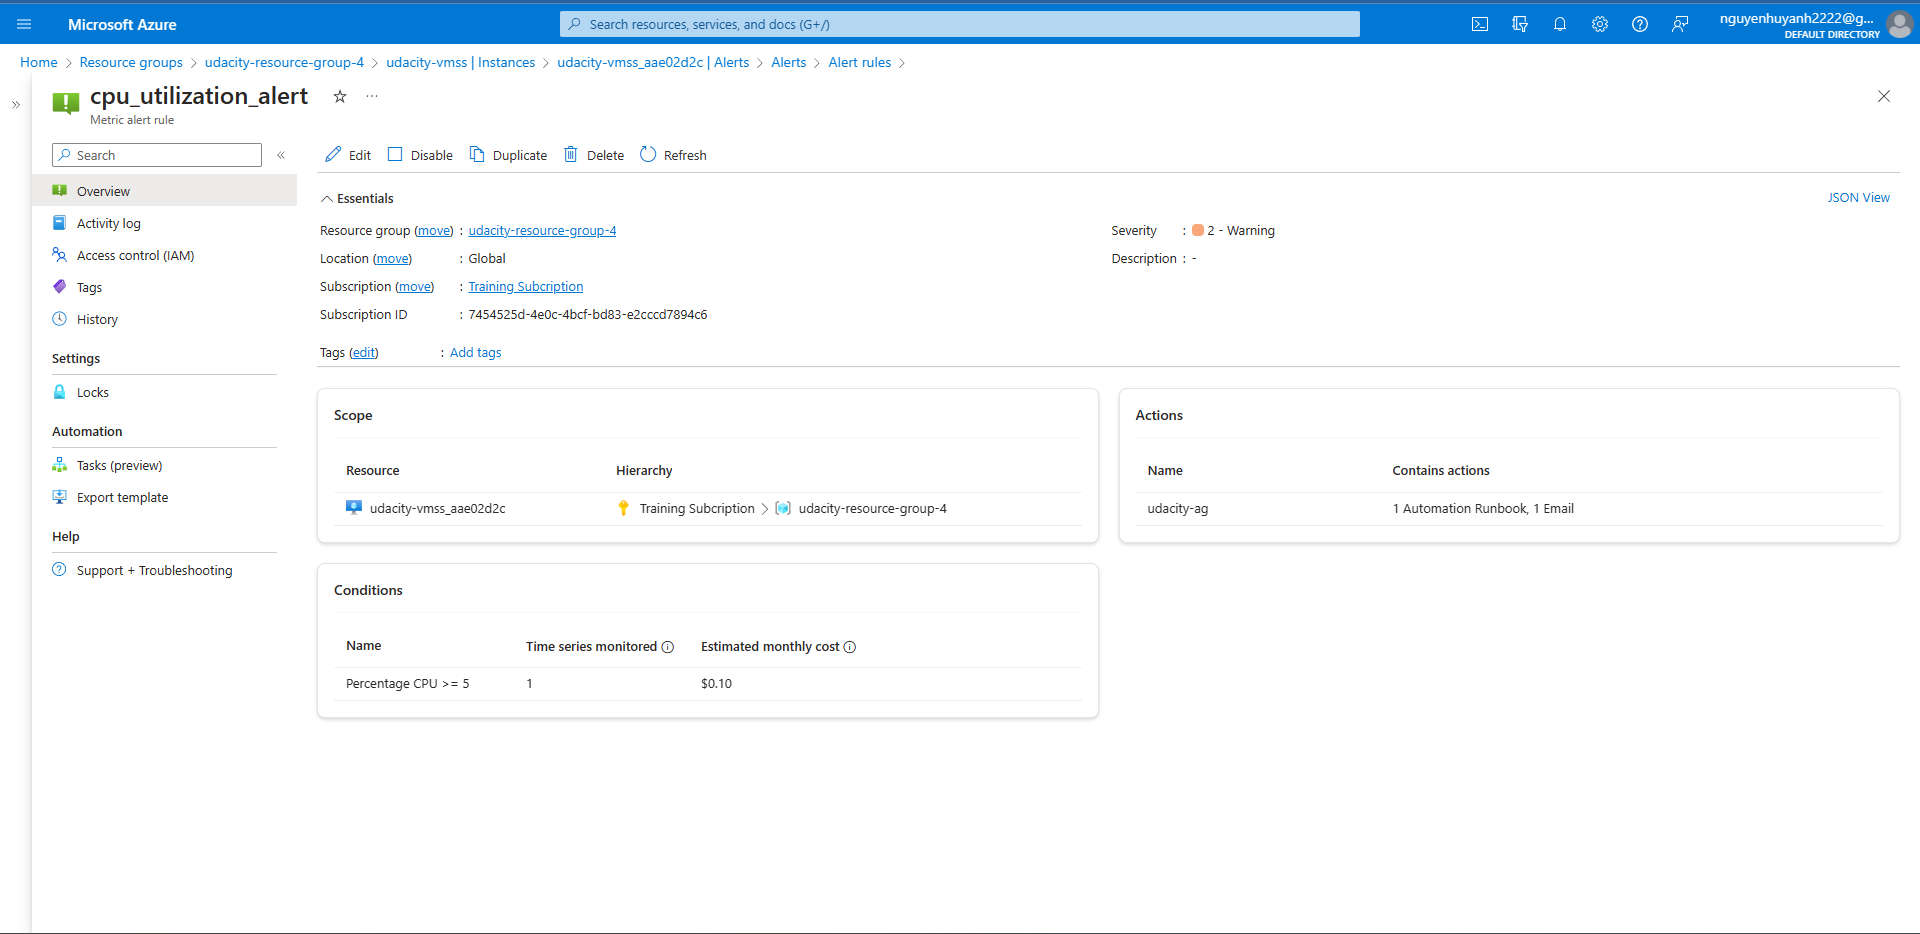 Microsoft Azure
Search resources, services, and docs (G+/)
nguyenhuyanh2222@g...
DEFAULT DIRECTORY
Home > Resource groups > udacity-resource-group-4 > udacity-vmss | Instances > udacity-vmss_aae02d2c | Alerts > Alerts > Alert rules >
cpu_utilization_alert
Metric alert rule
Search
Overview
Activity log
Access control (IAM)
Tags
History
Settings
Locks
Automation
Tasks (preview)
Export template
Help
Support + Troubleshooting
Edit Disable Duplicate Delete Refresh
Essentials
JSON View
Resource group (move) : udacity-resource-group-4
Location (move) : Global
Subscription (move) : Training Subcription
Subscription ID : 7454525d-4e0c-4bcf-bd83-e2cccd7894c6
Severity : 2 - Warning
Description : -
Tags (edit) : Add tags
Scope
Resource Hierarchy
udacity-vmss_aae02d2c Training Subcription > udacity-resource-group-4
Actions
Name Contains actions
udacity-ag 1 Automation Runbook, 1 Email
Conditions
Name Time series monitored Estimated monthly cost
Percentage CPU >= 5 1 $0.10